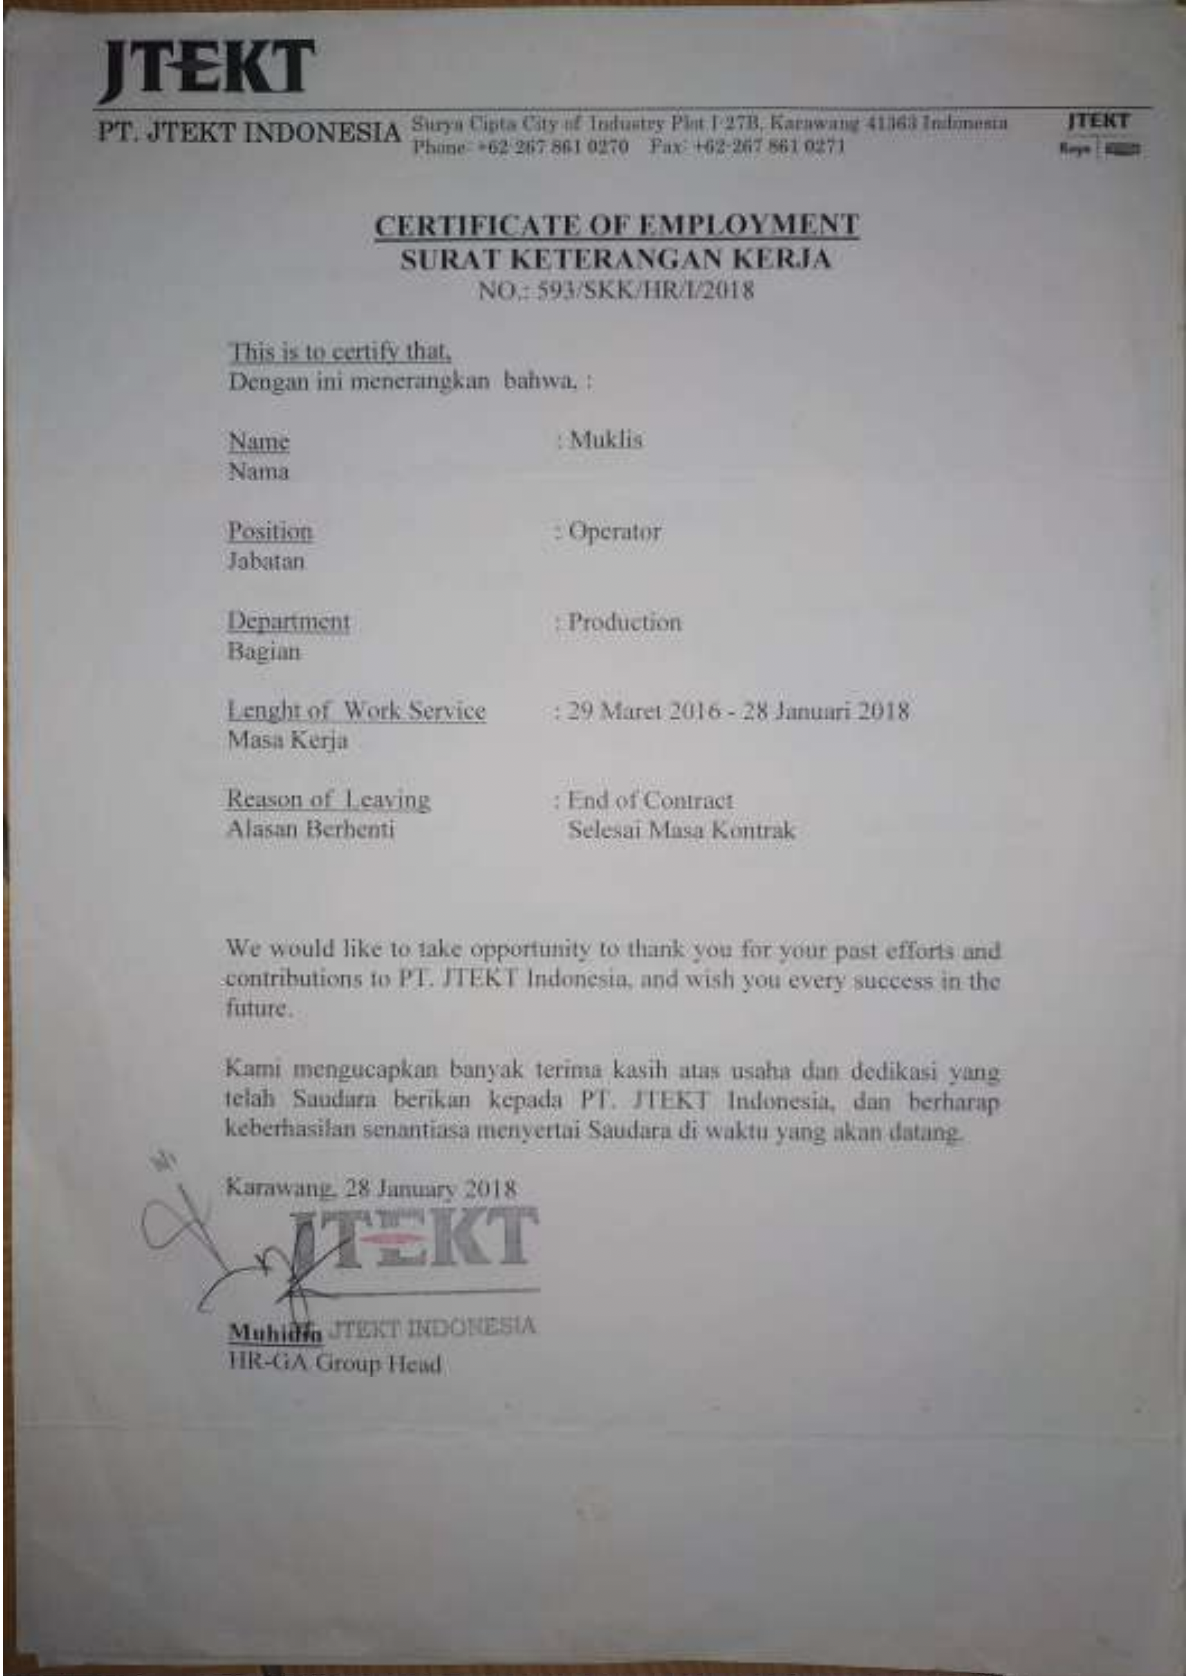 JTEKT
PT. JTEKT INDONESIA
Surya Cipta City of Industry Plot I-27B, Karawang 41363 Indonesia
Phone: +62-267 861 0270 Fax: +62-267 861 0271
JTEKT
Koyo
CERTIFICATE OF EMPLOYMENT
SURAT KETERANGAN KERJA
NO.: 593/SKK/HR/I/2018
This is to certify that,
Dengan ini menerangkan bahwa, :
Name : Muklis
Nama
Position : Operator
Jabatan
Department : Production
Bagian
Lenght of Work Service : 29 Maret 2016 - 28 Januari 2018
Masa Kerja
Reason of Leaving : End of Contract
Alasan Berhenti Selesai Masa Kontrak
We would like to take opportunity to thank you for your past efforts and
contributions to PT. JTEKT Indonesia, and wish you every success in the
future.
Kami mengucapkan banyak terima kasih atas usaha dan dedikasi yang
telah Saudara berikan kepada PT. JTEKT Indonesia, dan berharap
keberhasilan senantiasa menyertai Saudara di waktu yang akan datang.
Karawang, 28 January 2018
JTEKT
Muhidin JTEKT INDONESIA
HR-GA Group Head